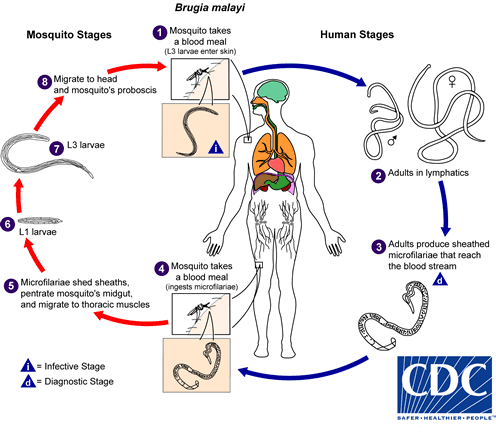 Brugia malayi
Mosquito Stages
Human Stages
1 Mosquito takes
a blood meal
(L3 larvae enter skin)
i
8 Migrate to head
and mosquito's proboscis
7 L3 larvae
6
L1 larvae
5 Microfilariae shed sheaths,
pentrate mosquito's midgut,
and migrate to thoracic muscles
♀
♂
2
Adults in lymphatics
3 Adults produce sheathed
microfilariae that reach
the blood stream
d
4 Mosquito takes
a blood meal
(ingests microfilariae)
i = Infective Stage
d = Diagnostic Stage
CDC
SAFER • HEALTHIER • PEOPLE™